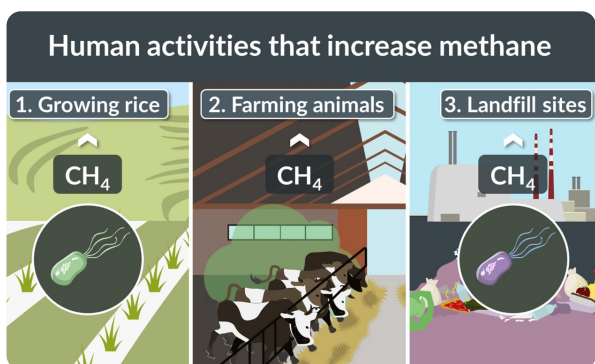 Human activities that increase methane
1. Growing rice
2. Farming animals
3. Landfill sites
CH₄
CH₄
CH₄